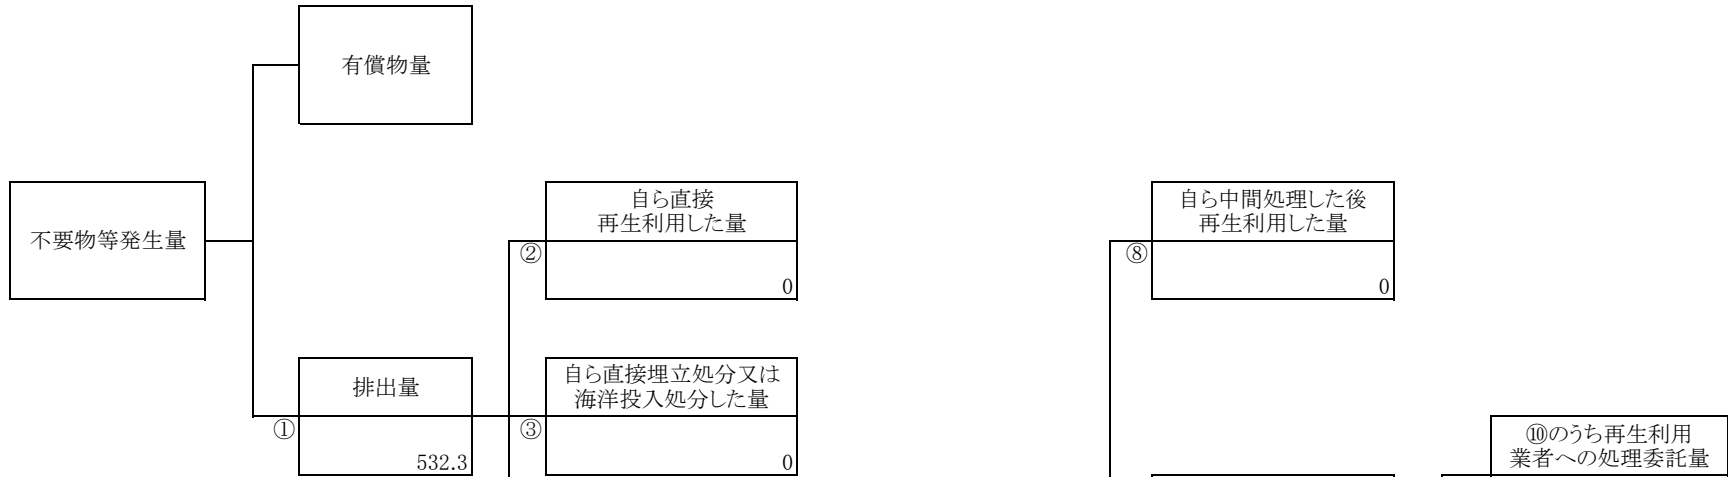 有償物量
不要物等発生量
自ら直接
再生利用した量
②
0
自ら中間処理した後
再生利用した量
⑧
0
排出量
①
532.3
自ら直接埋立処分又は
海洋投入処分した量
③
0
⑩のうち再生利用
業者への処理委託量